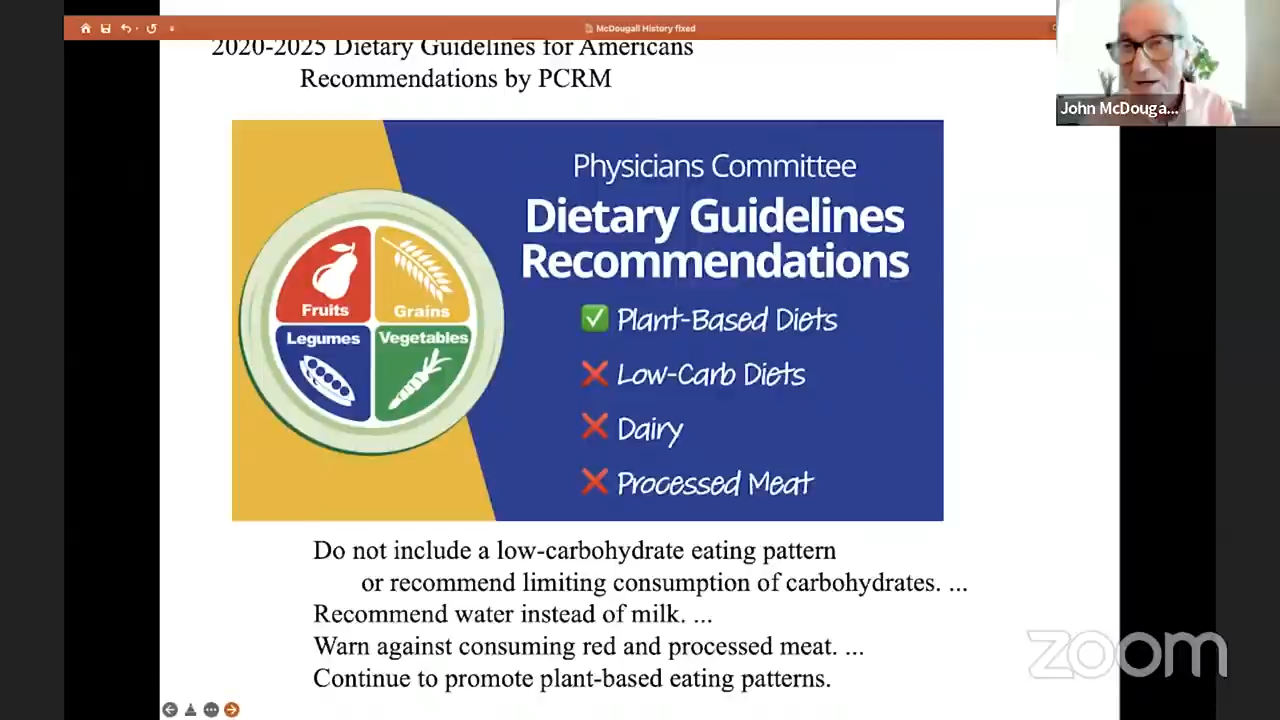 McDougall History fixed
2020-2025 Dietary Guidelines for Americans
Recommendations by PCRM
John McDouga...
Physicians Committee
Dietary Guidelines
Recommendations
Fruits
Grains
Legumes
Vegetables
✅ Plant-Based Diets
❌ Low-Carb Diets
❌ Dairy
❌ Processed Meat
Do not include a low-carbohydrate eating pattern
or recommend limiting consumption of carbohydrates. ...
Recommend water instead of milk. ...
Warn against consuming red and processed meat. ...
Continue to promote plant-based eating patterns.
zoom